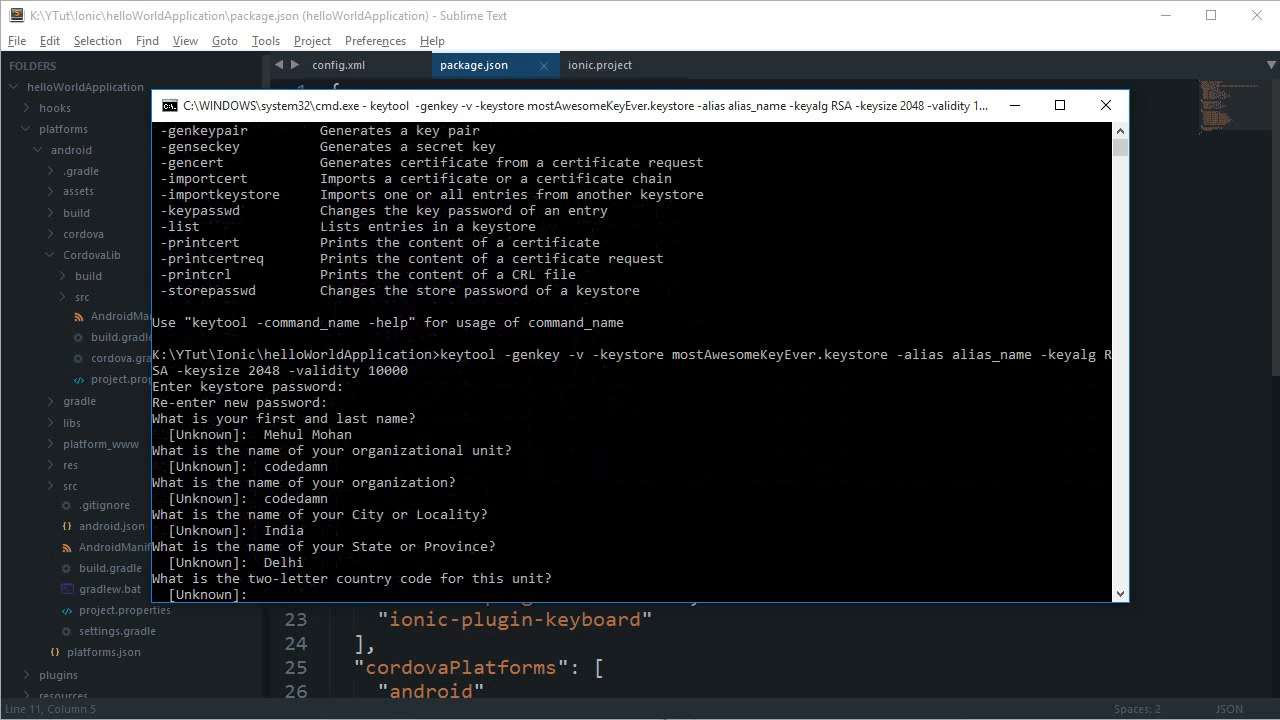 K:\YTut\Ionic\helloWorldApplication\package.json (helloWorldApplication) - Sublime Text
File Edit Selection Find View Goto Tools Project Preferences Help
FOLDERS
helloWorldApplication
hooks
platforms
android
.gradle
assets
build
cordova
CordovaLib
build
src
AndroidMa
build.gradle
cordova.gra
project.prop
gradle
libs
platform_www
res
src
.gitignore
android.json
AndroidManif
build.gradle
gradlew.bat
project.properties
settings.gradle
platforms.json
plugins
resources
config.xml
package.json
ionic.project
C:\WINDOWS\system32\cmd.exe - keytool -genkey -v -keystore mostAwesomeKeyEver.keystore -alias alias_name -keyalg RSA -keysize 2048 -validity 1...
-genkeypair Generates a key pair
-genseckey Generates a secret key
-gencert Generates certificate from a certificate request
-importcert Imports a certificate or a certificate chain
-importkeystore Imports one or all entries from another keystore
-keypasswd Changes the key password of an entry
-list Lists entries in a keystore
-printcert Prints the content of a certificate
-printcertreq Prints the content of a certificate request
-printcrl Prints the content of a CRL file
-storepasswd Changes the store password of a keystore
Use "keytool -command_name -help" for usage of command_name
K:\YTut\Ionic\helloWorldApplication>keytool -genkey -v -keystore mostAwesomeKeyEver.keystore -alias alias_name -keyalg R
SA -keysize 2048 -validity 10000
Enter keystore password:
Re-enter new password:
What is your first and last name?
[Unknown]: Mehul Mohan
What is the name of your organizational unit?
[Unknown]: codedamn
What is the name of your organization?
[Unknown]: codedamn
What is the name of your City or Locality?
[Unknown]: India
What is the name of your State or Province?
[Unknown]: Delhi
What is the two-letter country code for this unit?
[Unknown]:
23 "ionic-plugin-keyboard"
24 ],
25 "cordovaPlatforms": [
26 "android"
Line 11, Column 5
Spaces: 2
JSON